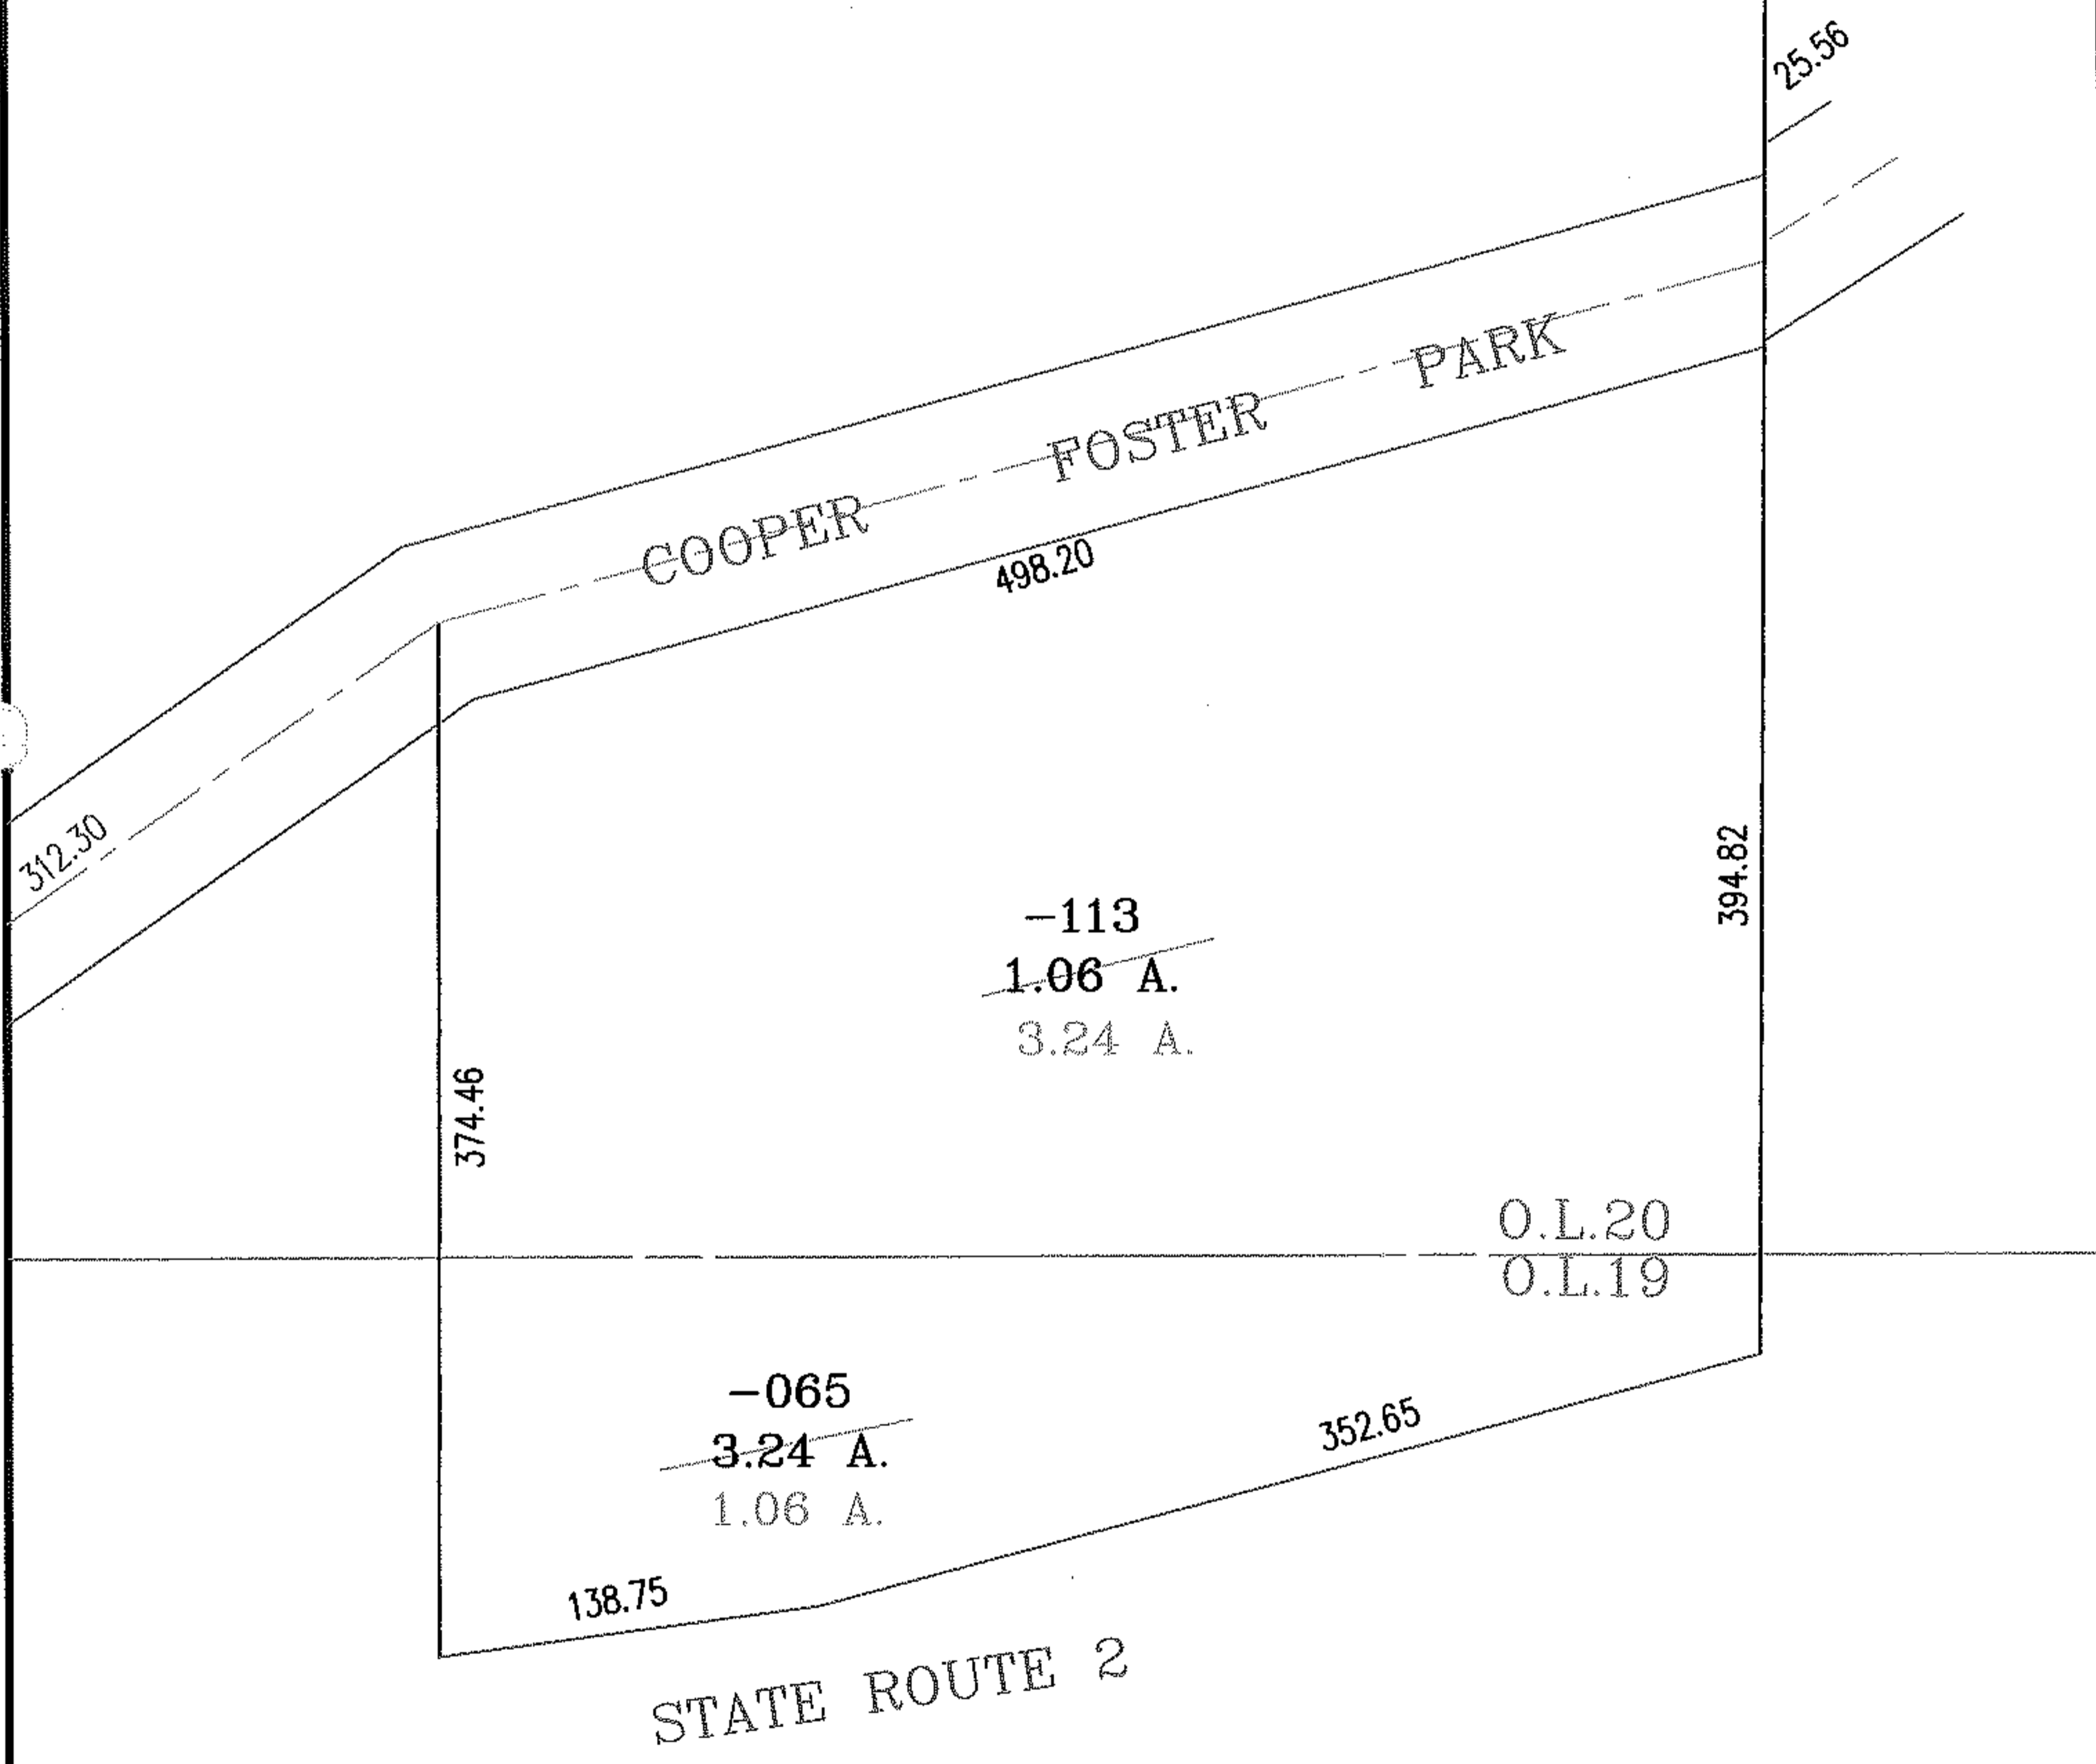 25.56
COOPER FOSTER PARK
498.20
312.30
394.82
-113
1.06 A.
3.24 A.
374.46
O.L.20
O.L.19
-065
3.24 A.
1.06 A.
352.65
138.75
STATE ROUTE 2